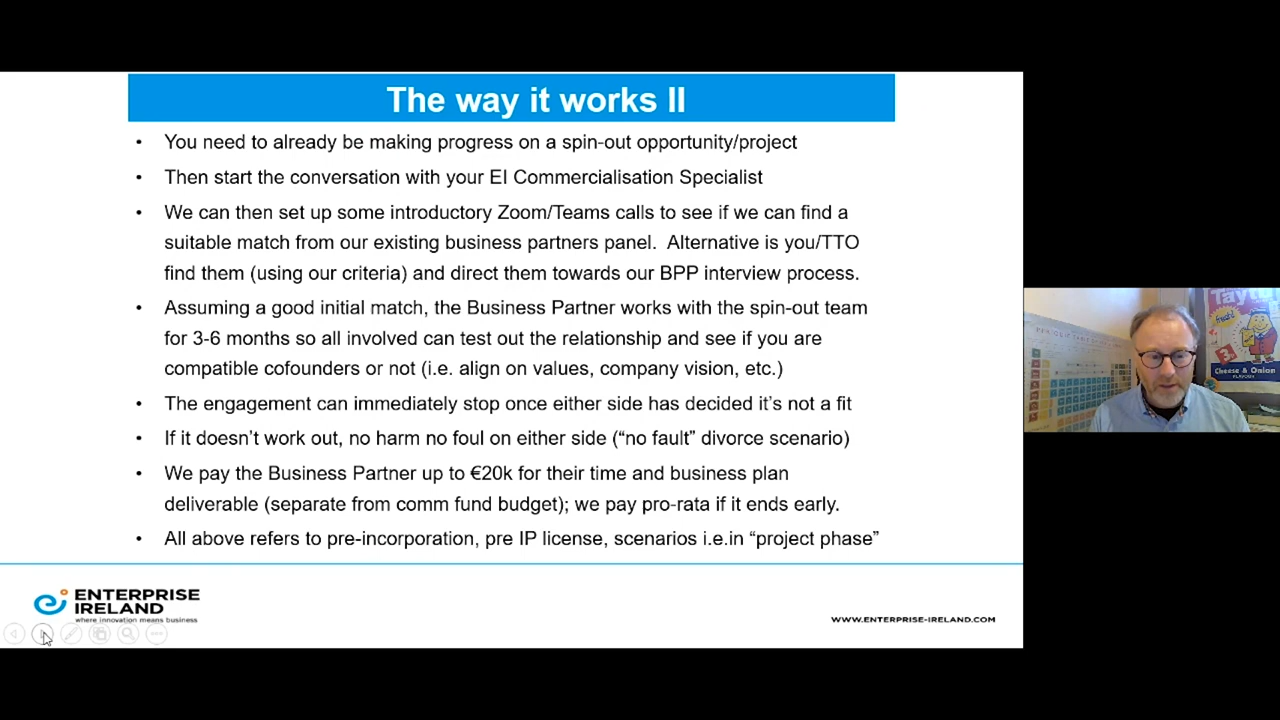 The way it works II
• You need to already be making progress on a spin-out opportunity/project
• Then start the conversation with your EI Commercialisation Specialist
• We can then set up some introductory Zoom/Teams calls to see if we can find a
suitable match from our existing business partners panel. Alternative is you/TTO
find them (using our criteria) and direct them towards our BPP interview process.
• Assuming a good initial match, the Business Partner works with the spin-out team
for 3-6 months so all involved can test out the relationship and see if you are
compatible cofounders or not (i.e. align on values, company vision, etc.)
• The engagement can immediately stop once either side has decided it’s not a fit
• If it doesn’t work out, no harm no foul on either side (“no fault” divorce scenario)
• We pay the Business Partner up to €20k for their time and business plan
deliverable (separate from comm fund budget); we pay pro-rata if it ends early.
• All above refers to pre-incorporation, pre IP license, scenarios i.e.in “project phase”
ENTERPRISE
IRELAND
where innovation means business
WWW.ENTERPRISE-IRELAND.COM
Tayto
Cheese & Onion
FLAVOUR